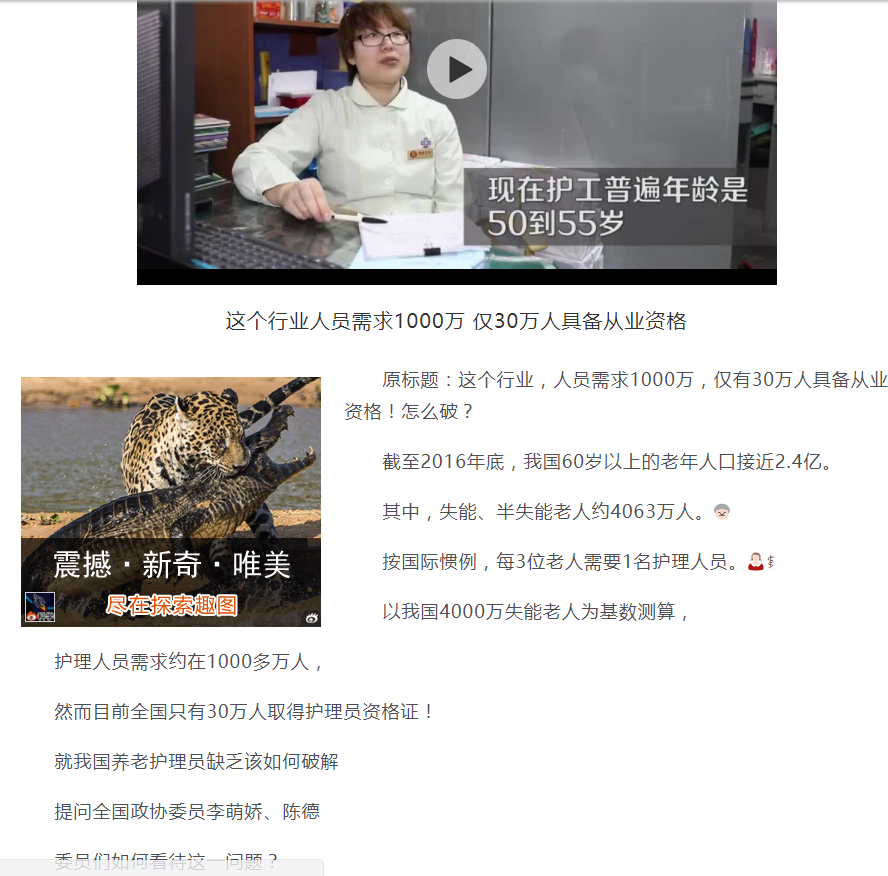 现在护工普遍年龄是
50到55岁
这个行业人员需求1000万 仅30万人具备从业资格
原标题：这个行业，人员需求1000万，仅有30万人具备从业
资格！怎么破？
截至2016年底，我国60岁以上的老年人口接近2.4亿。
其中，失能、半失能老人约4063万人。
按国际惯例，每3位老人需要1名护理人员。
以我国4000万失能老人为基数测算，
震撼·新奇·唯美
尽在探索趣图
护理人员需求约在1000多万人，
然而目前全国只有30万人取得护理员资格证！
就我国养老护理员缺乏该如何破解
提问全国政协委员李萌娇、陈德
委员们如何看待这一问题？